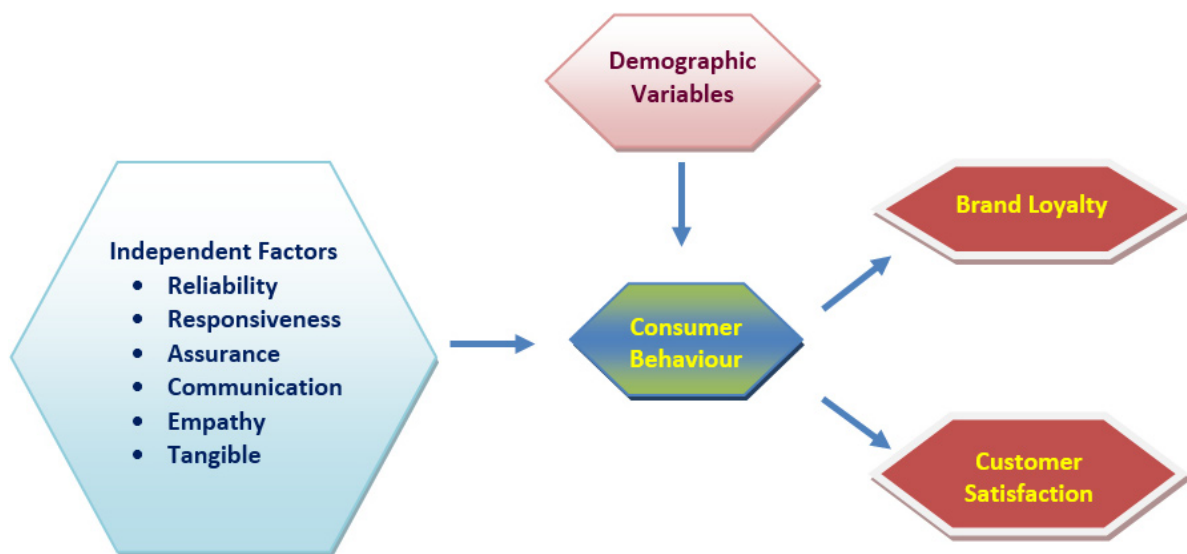 Demographic
Variables
Independent Factors
• Reliability
• Responsiveness
• Assurance
• Communication
• Empathy
• Tangible
Consumer
Behaviour
Brand Loyalty
Customer
Satisfaction